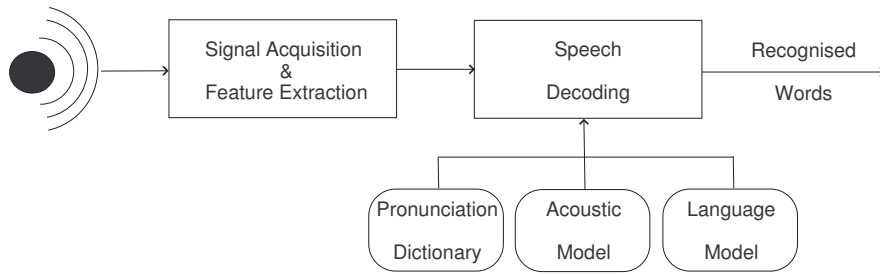 Signal Acquisition
&
Feature Extraction
Speech
Decoding
Recognised
Words
Pronunciation
Dictionary
Acoustic
Model
Language
Model